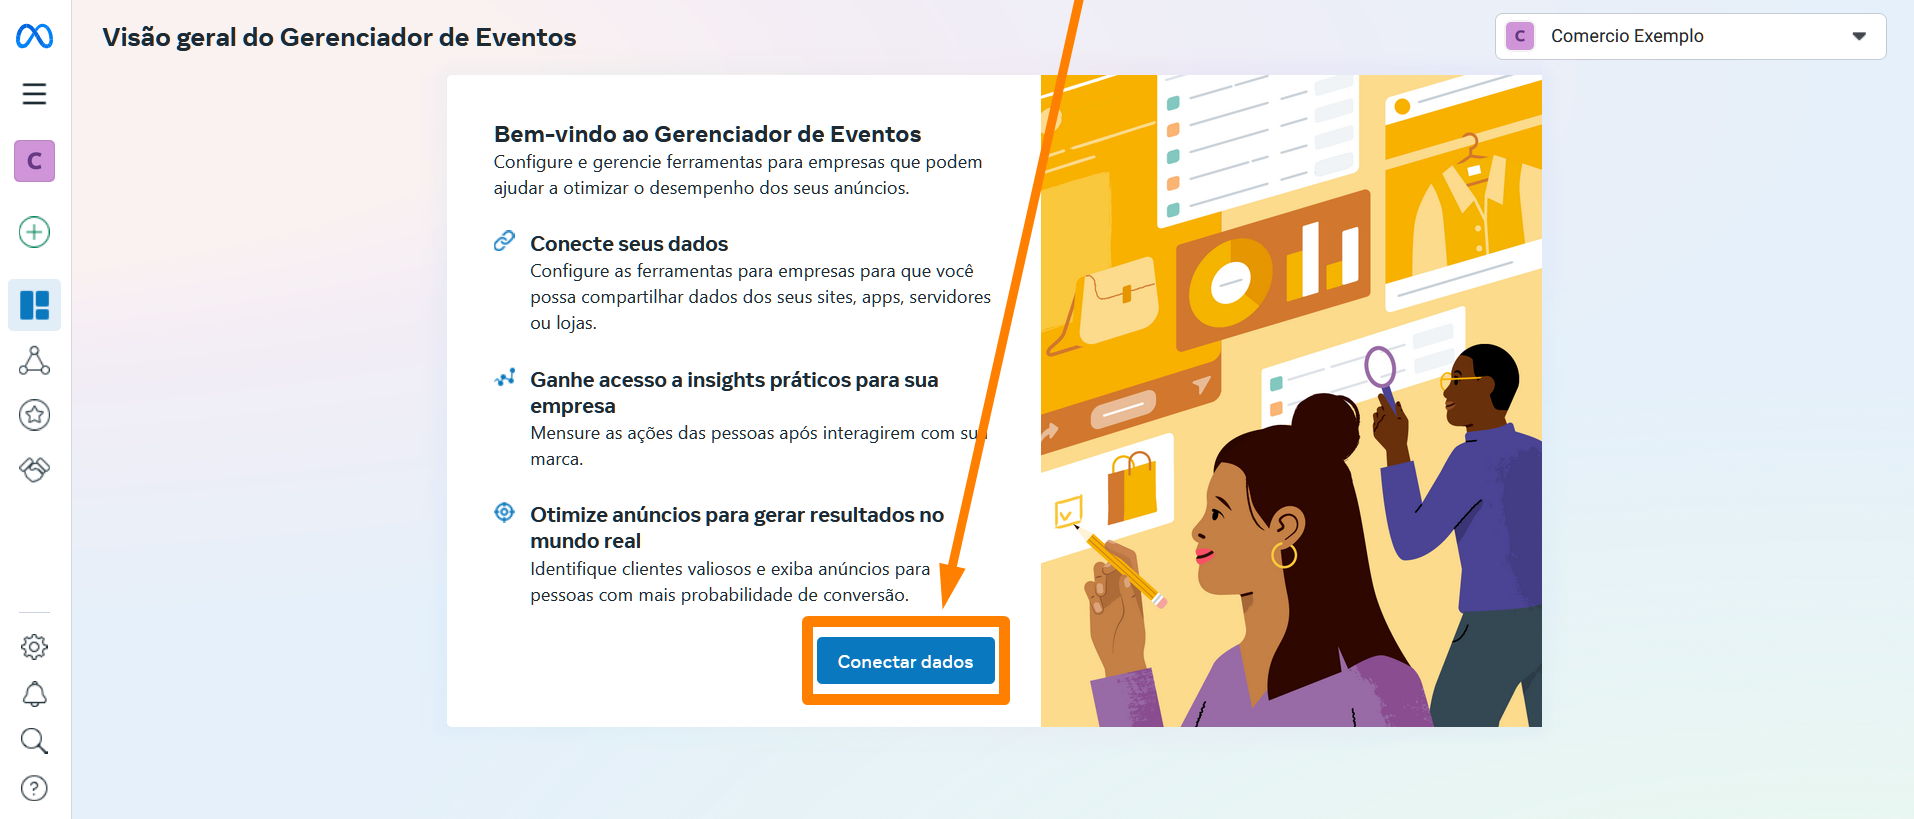 Visão geral do Gerenciador de Eventos
C
Comercio Exemplo
C
Bem-vindo ao Gerenciador de Eventos
Configure e gerencie ferramentas para empresas que podem
ajudar a otimizar o desempenho dos seus anúncios.
Conecte seus dados
Configure as ferramentas para empresas para que você
possa compartilhar dados dos seus sites, apps, servidores
ou lojas.
Ganhe acesso a insights práticos para sua
empresa
Mensure as ações das pessoas após interagirem com sua
marca.
Otimize anúncios para gerar resultados no
mundo real
Identifique clientes valiosos e exiba anúncios para
pessoas com mais probabilidade de conversão.
Conectar dados
?